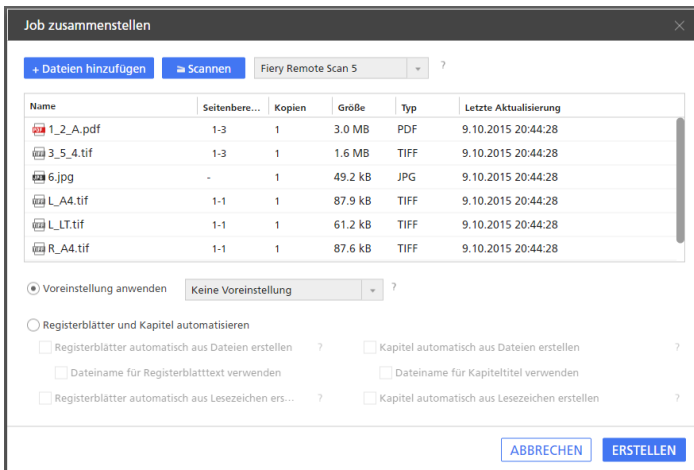 Job zusammenstellen
+ Dateien hinzufügen Scannen Fiery Remote Scan 5 ?
Name Seitenbere... Kopien Größe Typ Letzte Aktualisierung
1_2_A.pdf 1-3 1 3.0 MB PDF 9.10.2015 20:44:28
3_5_4.tif 1-3 1 1.6 MB TIFF 9.10.2015 20:44:28
6.jpg - 1 49.2 kB JPG 9.10.2015 20:44:28
L_A4.tif 1-1 1 87.9 kB TIFF 9.10.2015 20:44:28
L_LT.tif 1-1 1 61.2 kB TIFF 9.10.2015 20:44:28
R_A4.tif 1-1 1 87.6 kB TIFF 9.10.2015 20:44:28
Voreinstellung anwenden Keine Voreinstellung ?
Registerblätter und Kapitel automatisieren
Registerblätter automatisch aus Dateien erstellen ? Kapitel automatisch aus Dateien erstellen ?
Dateiname für Registerblatttext verwenden Dateiname für Kapiteltitel verwenden
Registerblätter automatisch aus Lesezeichen ers... ? Kapitel automatisch aus Lesezeichen erstellen ?
ABBRECHEN ERSTELLEN